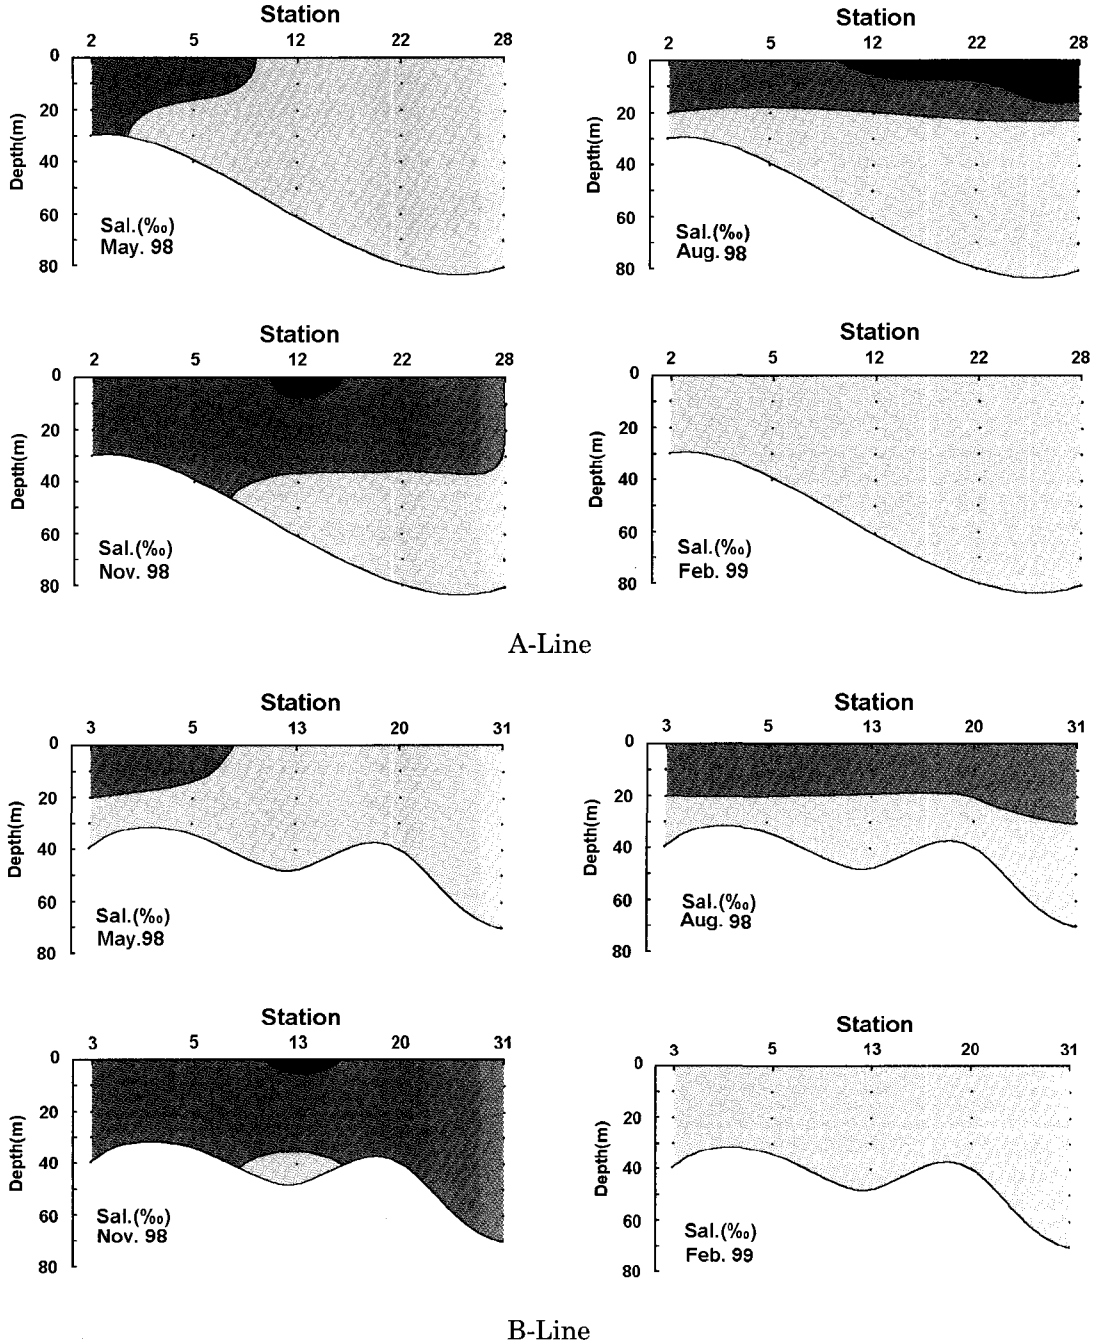 Station
2 5 12 22 28
0
20
40
60
80
Depth(m)
Sal.(‰)
May. 98
Station
2 5 12 22 28
0
20
40
60
80
Depth(m)
Sal.(‰)
Aug. 98
Station
2 5 12 22 28
0
20
40
60
80
Depth(m)
Sal.(‰)
Nov. 98
Station
2 5 12 22 28
0
20
40
60
80
Depth(m)
Sal.(‰)
Feb. 99
A-Line
Station
3 5 13 20 31
0
20
40
60
80
Depth(m)
Sal.(‰)
May.98
Station
3 5 13 20 31
0
20
40
60
80
Depth(m)
Sal.(‰)
Aug. 98
Station
3 5 13 20 31
0
20
40
60
80
Depth(m)
Sal.(‰)
Nov. 98
Station
3 5 13 20 31
0
20
40
60
80
Depth(m)
Sal.(‰)
Feb. 99
B-Line